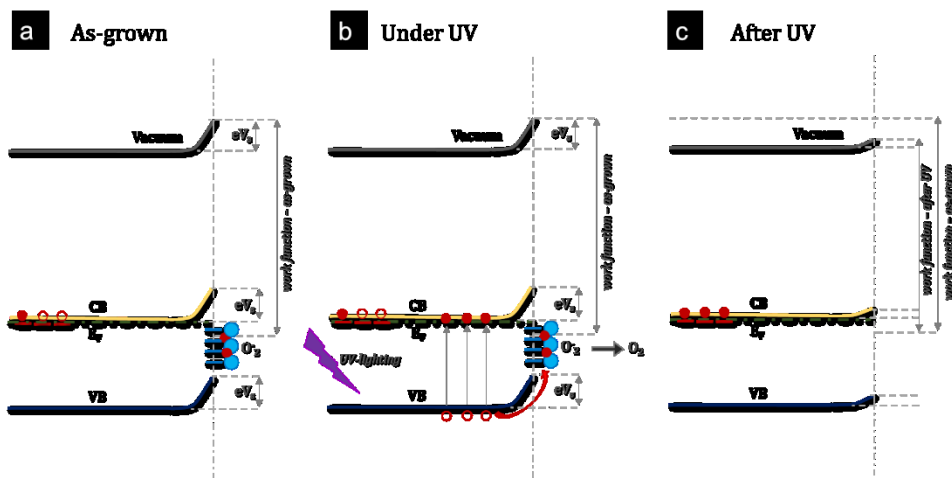 a As-grown
Vacuum
eVs
work function – as-grown
CB
eVs
EF
O-2
VB
eVs
b Under UV
Vacuum
eVs
work function – as-grown
CB
eVs
EF
UV-lighting
O-2
O2
VB
eVs
c After UV
Vacuum
work function – after UV
work function – as-grown
CB
EF
VB